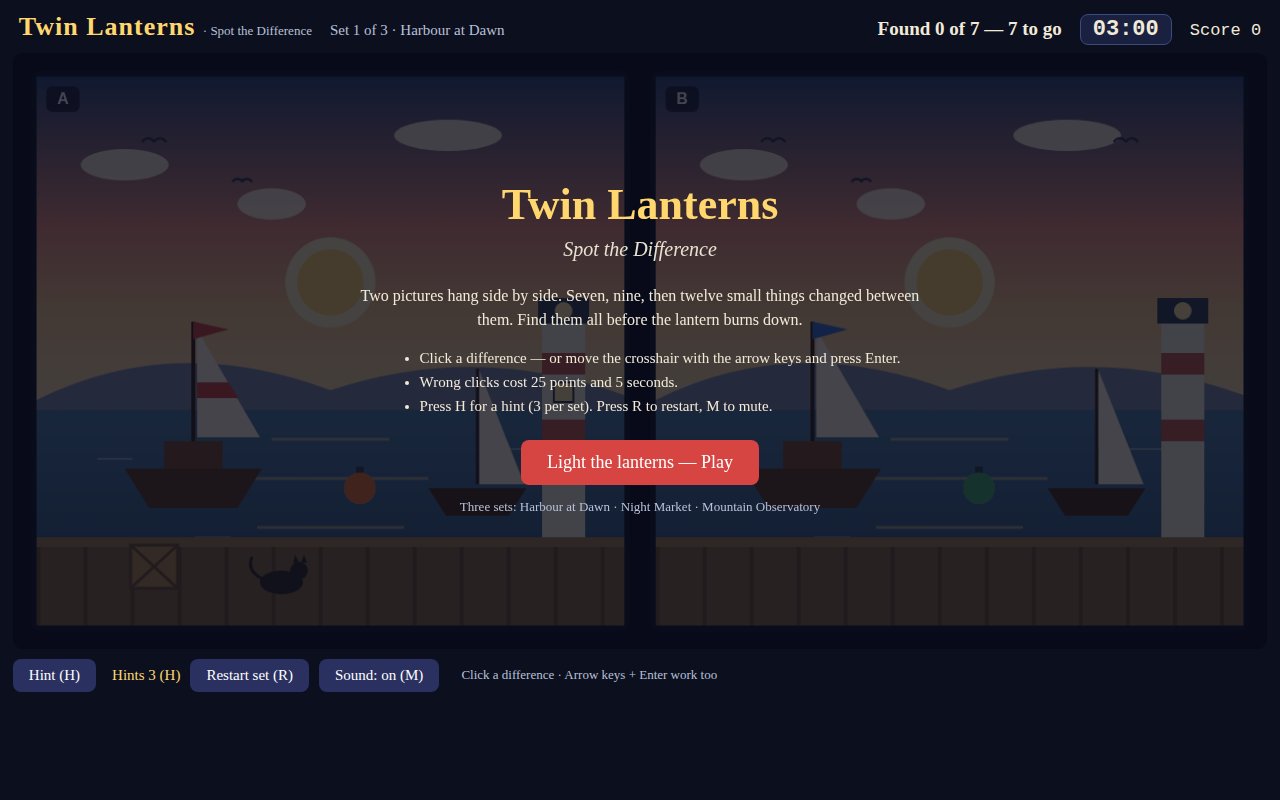 Twin Lanterns · Spot the Difference Set 1 of 3 · Harbour at Dawn Found 0 of 7 — 7 to go 03:00 Score 0
A B
Twin Lanterns
Spot the Difference
Two pictures hang side by side. Seven, nine, then twelve small things changed between
them. Find them all before the lantern burns down.
• Click a difference — or move the crosshair with the arrow keys and press Enter.
• Wrong clicks cost 25 points and 5 seconds.
• Press H for a hint (3 per set). Press R to restart, M to mute.
Light the lanterns — Play
Three sets: Harbour at Dawn · Night Market · Mountain Observatory
Hint (H) Hints 3 (H) Restart set (R) Sound: on (M) Click a difference · Arrow keys + Enter work too